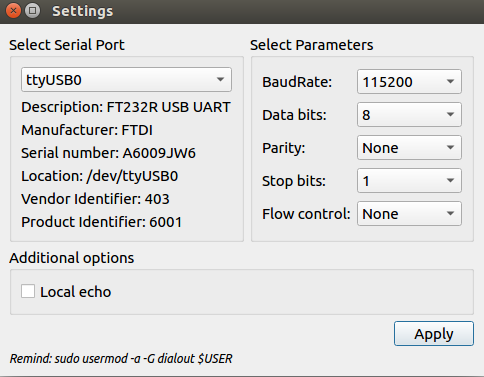 Settings
Select Serial Port
ttyUSB0
Description: FT232R USB UART
Manufacturer: FTDI
Serial number: A6009JW6
Location: /dev/ttyUSB0
Vendor Identifier: 403
Product Identifier: 6001
Select Parameters
BaudRate: 115200
Data bits: 8
Parity: None
Stop bits: 1
Flow control: None
Additional options
Local echo
Apply
Remind: sudo usermod -a -G dialout $USER